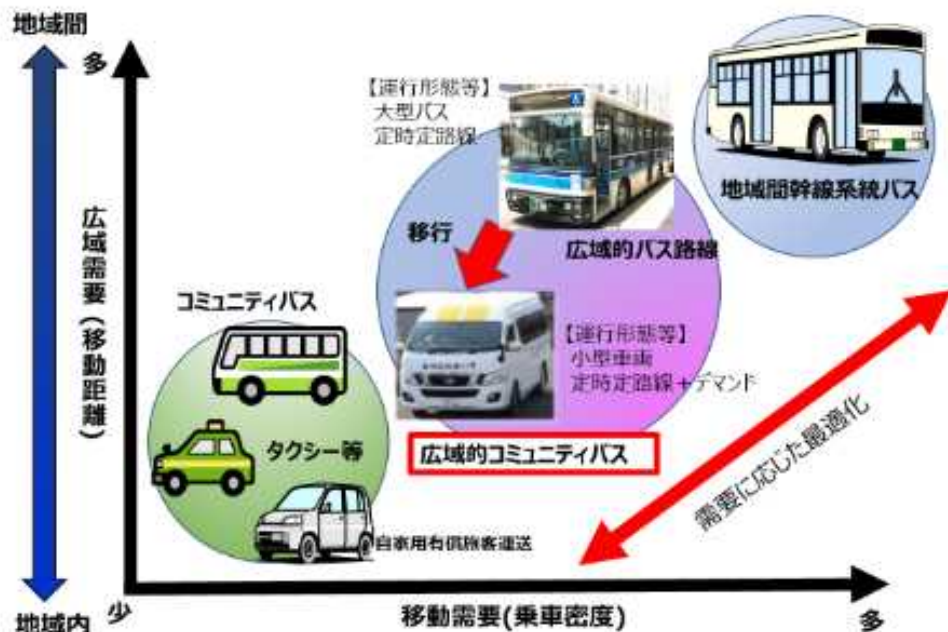 地域間
多
【運行形態等】
大型バス
定時定路線
地域間幹線系統バス
移行
広域的バス路線
広域需要(移動距離)
コミュニティバス
【運行形態等】
小型車両
定時定路線+デマンド
タクシー等
広域的コミュニティバス
需要に応じた最適化
自家用有償旅客運送
地域内
少
移動需要(乗車密度)
多